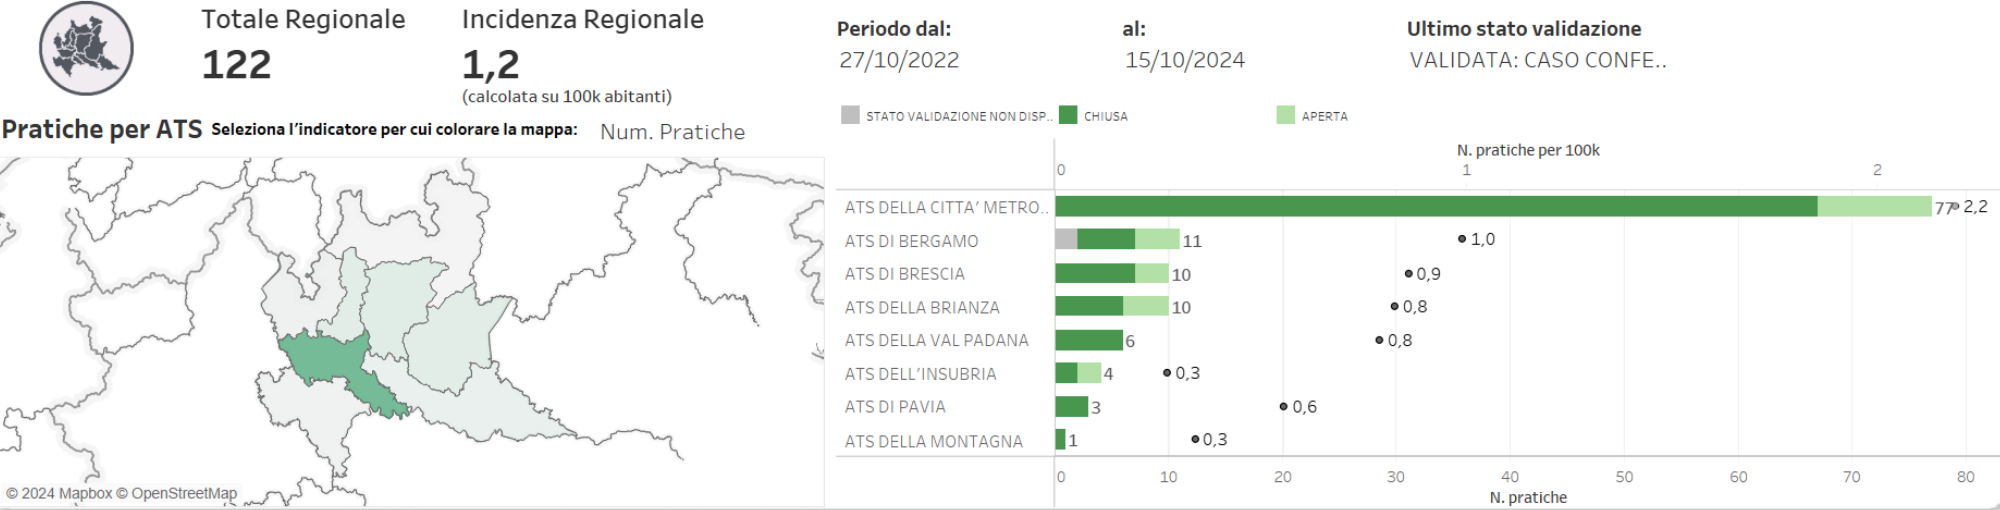 Totale Regionale
122
Incidenza Regionale
1,2
(calcolata su 100k abitanti)
Pratiche per ATS Seleziona l'indicatore per cui colorare la mappa: Num. Pratiche
© 2024 Mapbox © OpenStreetMap
Periodo dal:
27/10/2022
al:
15/10/2024
Ultimo stato validazione
VALIDATA: CASO CONFE..
STATO VALIDAZIONE NON DISP.. CHIUSA APERTA
N. pratiche per 100k
0 1 2
ATS DELLA CITTA' METRO.. 77 2,2
ATS DI BERGAMO 11 1,0
ATS DI BRESCIA 10 0,9
ATS DELLA BRIANZA 10 0,8
ATS DELLA VAL PADANA 6 0,8
ATS DELL'INSUBRIA 4 0,3
ATS DI PAVIA 3 0,6
ATS DELLA MONTAGNA 1 0,3
0 10 20 30 40 50 60 70 80
N. pratiche